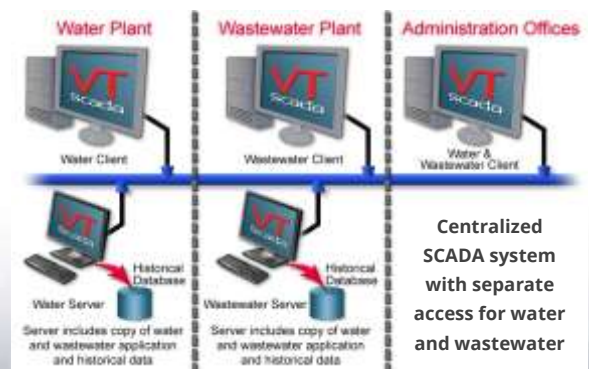 Water Plant
Wastewater Plant
Administration Offices
VT
scada
VT
scada
VT
scada
Water Client
Wastewater Client
Water &
Wastewater Client
VT
scada
VT
scada
Historical
Database
Historical
Database
Water Server
Wastewater Server
Server includes copy of water
and wastewater application
and historical data
Server includes copy of water
and wastewater application
and historical data
Centralized
SCADA system
with separate
access for water
and wastewater